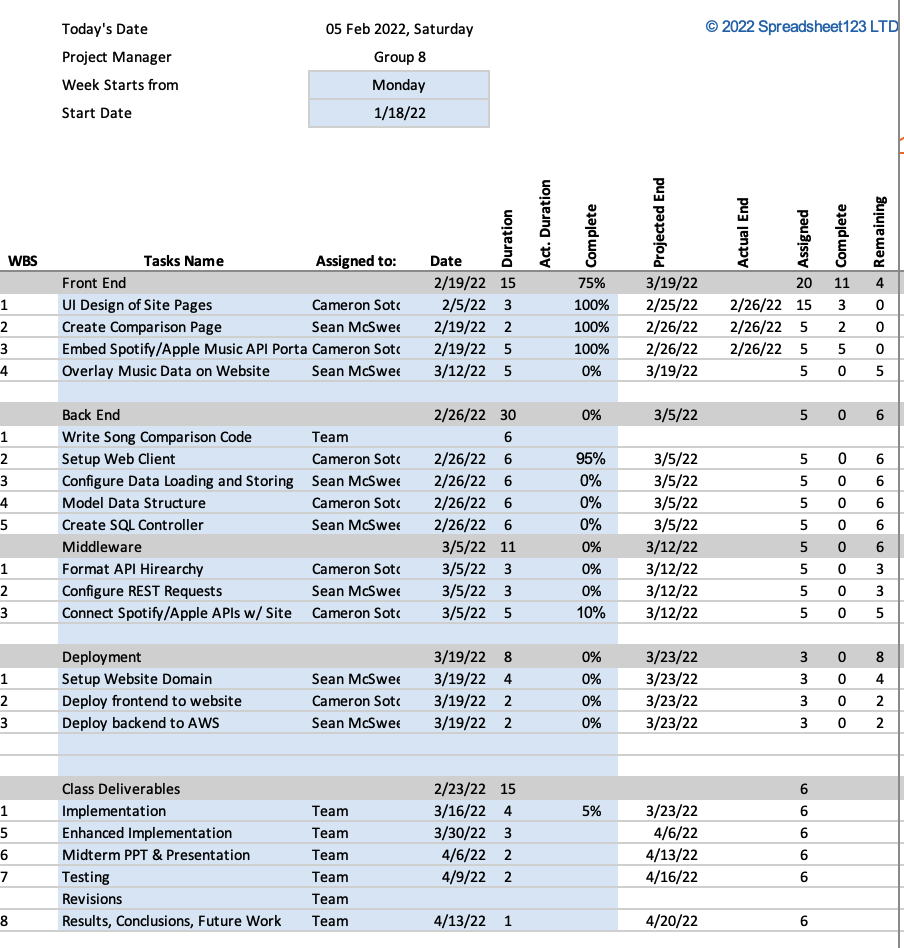 Today's Date 05 Feb 2022, Saturday © 2022 Spreadsheet123 LTD
Project Manager Group 8
Week Starts from Monday
Start Date 1/18/22
WBS Tasks Name Assigned to: Date Duration Act. Duration Complete Projected End Actual End Assigned Complete Remaining
Front End 2/19/22 15 75% 3/19/22 20 11 4
1 UI Design of Site Pages Cameron Soto 2/5/22 3 100% 2/25/22 2/26/22 15 3 0
2 Create Comparison Page Sean McSwee 2/19/22 2 100% 2/26/22 2/26/22 5 2 0
3 Embed Spotify/Apple Music API Porta Cameron Soto 2/19/22 5 100% 2/26/22 2/26/22 5 5 0
4 Overlay Music Data on Website Sean McSwee 3/12/22 5 0% 3/19/22 5 0 5
Back End 2/26/22 30 0% 3/5/22 5 0 6
1 Write Song Comparison Code Team 6
2 Setup Web Client Cameron Soto 2/26/22 6 95% 3/5/22 5 0 6
3 Configure Data Loading and Storing Sean McSwee 2/26/22 6 0% 3/5/22 5 0 6
4 Model Data Structure Cameron Soto 2/26/22 6 0% 3/5/22 5 0 6
5 Create SQL Controller Sean McSwee 2/26/22 6 0% 3/5/22 5 0 6
Middleware 3/5/22 11 0% 3/12/22 5 0 6
1 Format API Hirearchy Cameron Soto 3/5/22 3 0% 3/12/22 5 0 3
2 Configure REST Requests Sean McSwee 3/5/22 3 0% 3/12/22 5 0 3
3 Connect Spotify/Apple APIs w/ Site Cameron Soto 3/5/22 5 10% 3/12/22 5 0 5
Deployment 3/19/22 8 0% 3/23/22 3 0 8
1 Setup Website Domain Sean McSwee 3/19/22 4 0% 3/23/22 3 0 4
2 Deploy frontend to website Cameron Soto 3/19/22 2 0% 3/23/22 3 0 2
3 Deploy backend to AWS Sean McSwee 3/19/22 2 0% 3/23/22 3 0 2
Class Deliverables 2/23/22 15 6
1 Implementation Team 3/16/22 4 5% 3/23/22 6
5 Enhanced Implementation Team 3/30/22 3 4/6/22 6
6 Midterm PPT & Presentation Team 4/6/22 2 4/13/22 6
7 Testing Team 4/9/22 2 4/16/22 6
Revisions Team
8 Results, Conclusions, Future Work Team 4/13/22 1 4/20/22 6